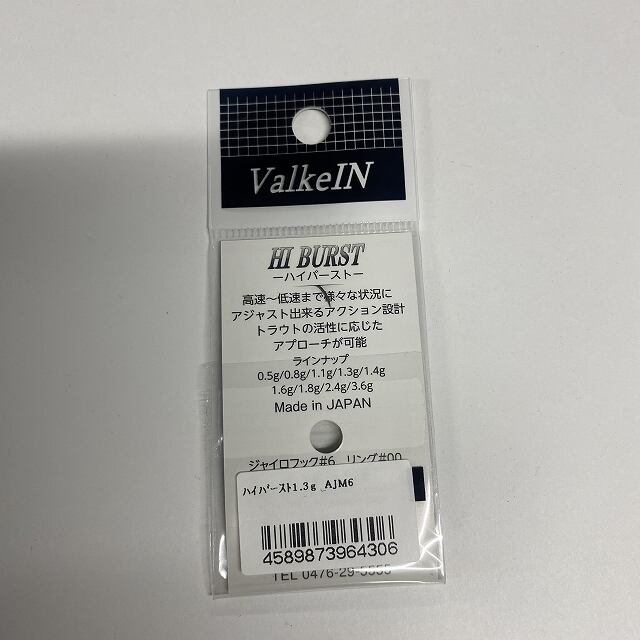 ValkeIN
HI BURST
ーハイバーストー
高速～低速まで様々な状況に
アジャスト出来るアクション設計
トラウトの活性に応じた
アプローチが可能
ラインナップ
0.5g/0.8g/1.1g/1.3g/1.4g
1.6g/1.8g/2.4g/3.6g
Made in JAPAN
ジャイロフック#6 リング#00
ﾊｲﾊﾞｰｽﾄ1.3g AJM6
4589873964306
TEL 0476-29-5555